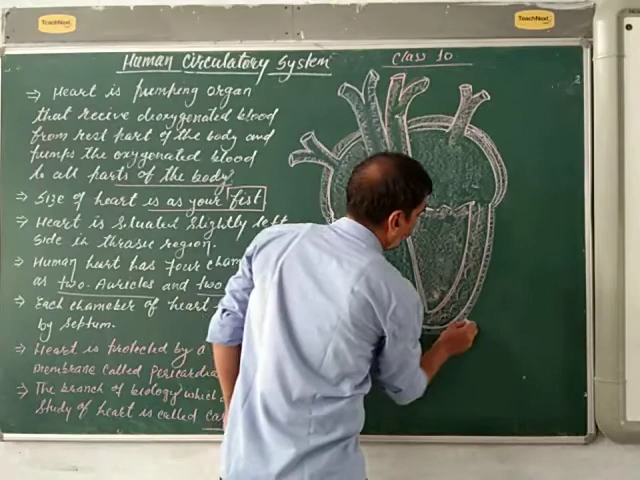 TeachNext
TeachNext
Human Circulatory System
Class 10
→ Heart is pumping organ
that receive deoxygenated blood
from rest part of the body and
pumps the oxygenated blood
to all parts of the body.
→ Size of heart is as your fist
→ Heart is situated slightly left
side in thrasic region.
→ Human heart has four cham
as two Auricles and two
→ Each chamber of heart
by septum.
→ Heart is protected by a
membrane called pericardia
→ The branch of biology which
Study of heart is called car